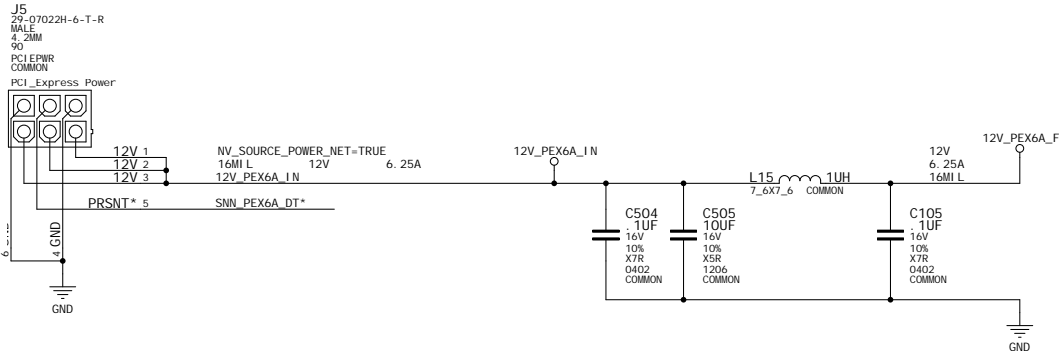 J5
29-07022H-6-T-R
MALE
4.2MM
90
PCIEPWR
COMMON
PCI_Express Power
12V 1
12V 2
12V 3
PRSNT* 5
6 GND
4 GND
GND
NV_SOURCE_POWER_NET=TRUE
16MIL 12V 6.25A
12V_PEX6A_IN
SNN_PEX6A_DT*
12V_PEX6A_IN
L15 1UH
7_6X7_6 COMMON
12V_PEX6A_F
12V
6.25A
16MIL
C504
.1UF
16V
10%
X7R
0402
COMMON
C505
10UF
16V
10%
X5R
1206
COMMON
C105
.1UF
16V
10%
X7R
0402
COMMON
GND